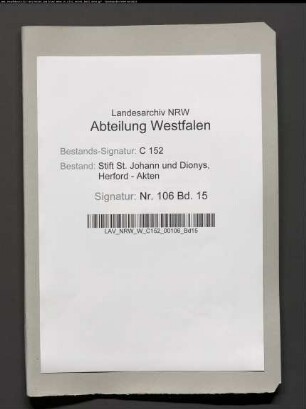 Landesarchiv NRW
Abteilung Westfalen
Bestands-Signatur: C 152
Bestand: Stift St. Johann und Dionys,
Herford - Akten
Signatur: Nr. 106 Bd. 15
LAV_NRW_W_C152_00106_Bd15